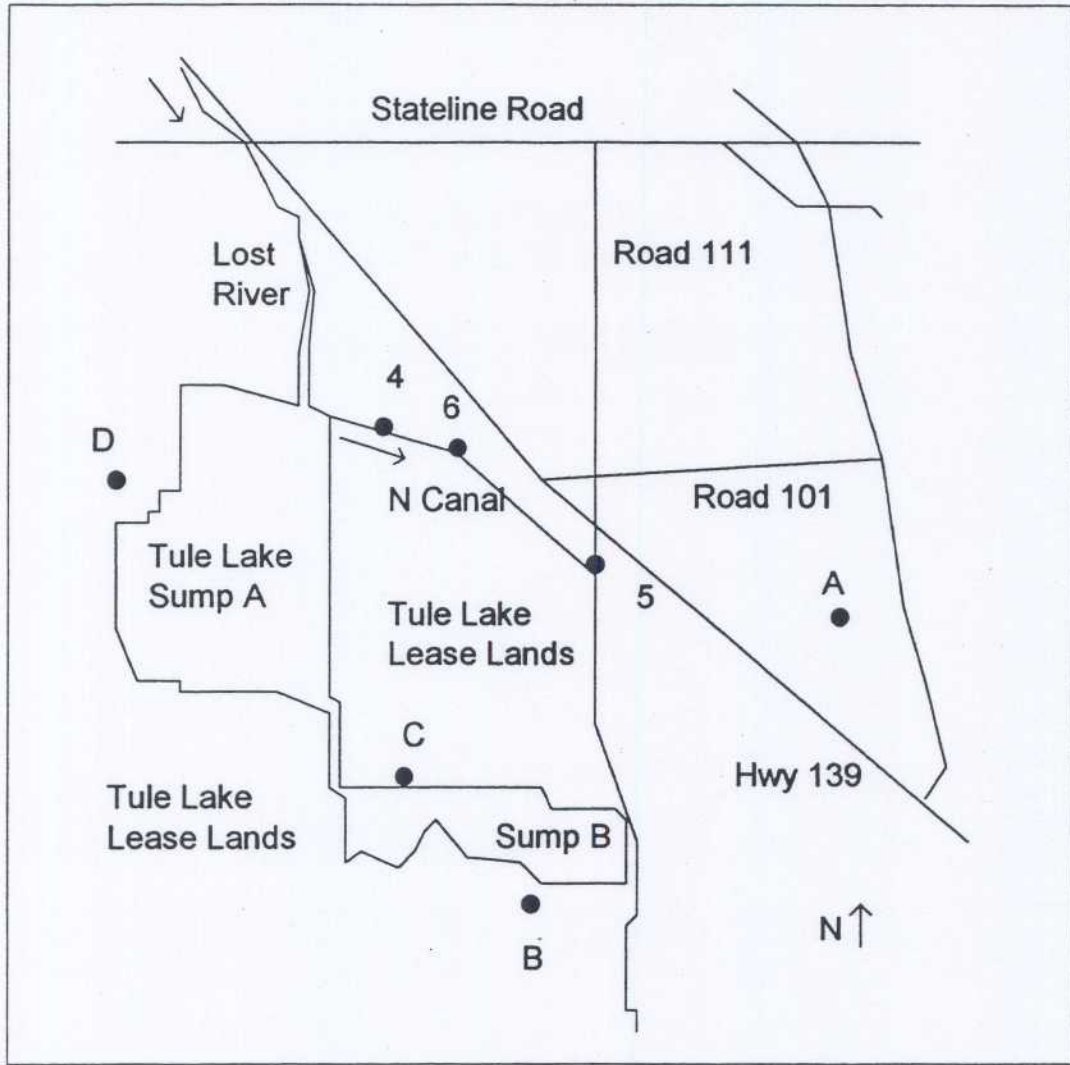 Stateline Road
Lost
River
Road 111
4
6
D
N Canal
Road 101
Tule Lake
Sump A
A
5
Tule Lake
Lease Lands
C
Hwy 139
Tule Lake
Lease Lands
Sump B
N
B